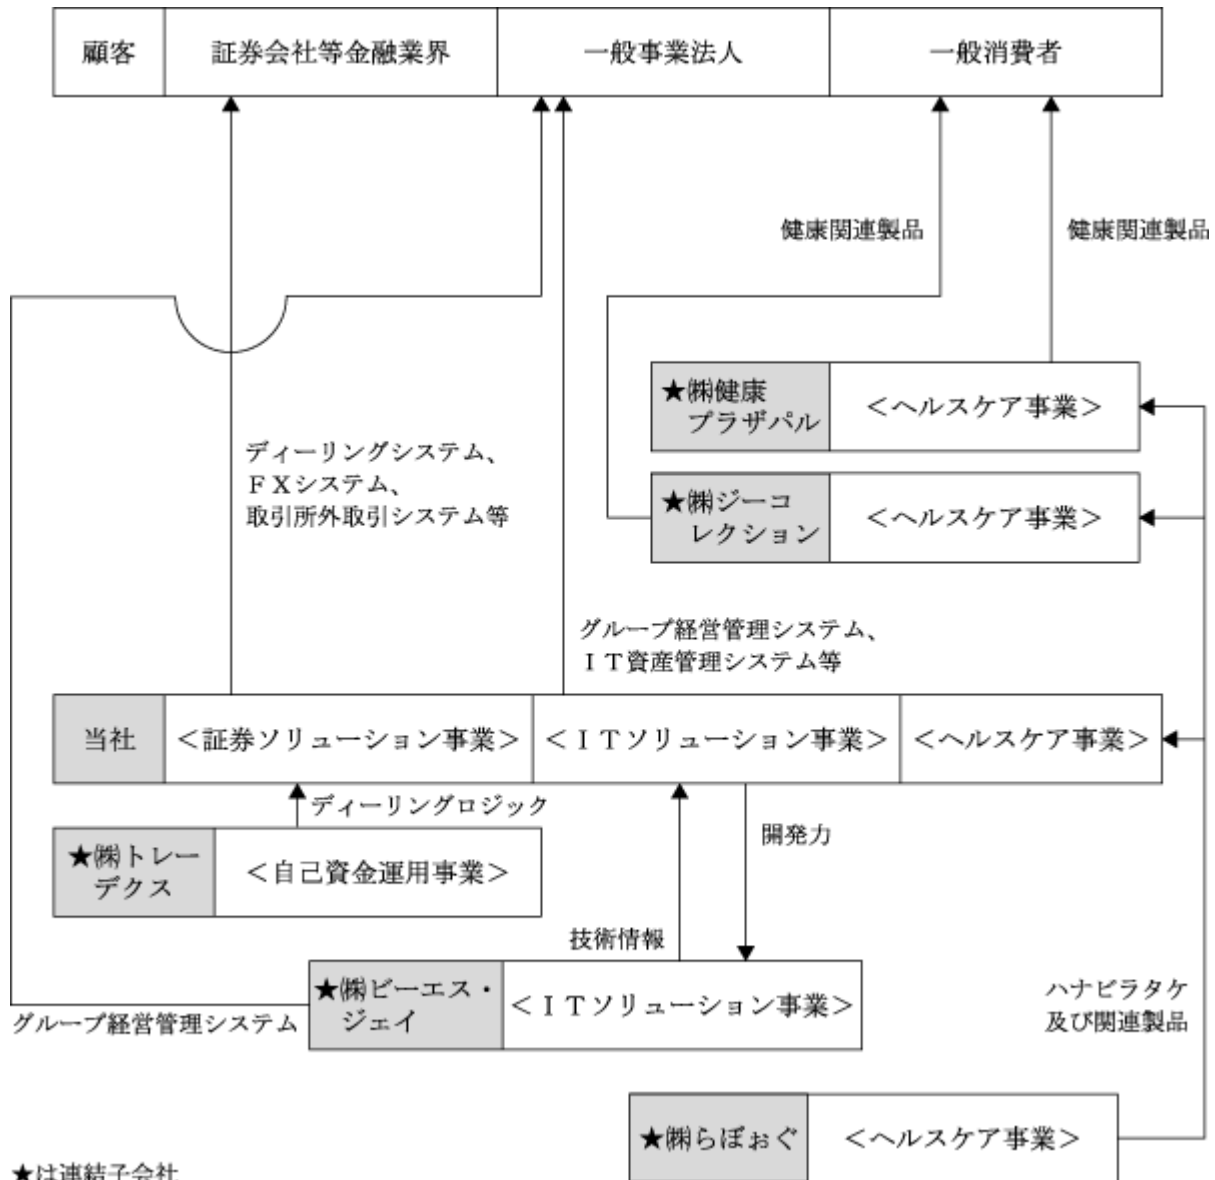 顧客
証券会社等金融業界
一般事業法人
一般消費者
健康関連製品
健康関連製品
★㈱健康
プラザパル
＜ヘルスケア事業＞
ディーリングシステム、
ＦＸシステム、
取引所外取引システム等
★㈱ジーコ
レクション
＜ヘルスケア事業＞
グループ経営管理システム、
ＩＴ資産管理システム等
当社
＜証券ソリューション事業＞
＜ＩＴソリューション事業＞
＜ヘルスケア事業＞
ディーリングロジック
開発力
★㈱トレー
デクス
＜自己資金運用事業＞
技術情報
★㈱ビーエス・
ジェイ
＜ＩＴソリューション事業＞
グループ経営管理システム
ハナビラタケ
及び関連製品
★㈱らぼぉぐ
＜ヘルスケア事業＞
★は連結子会社